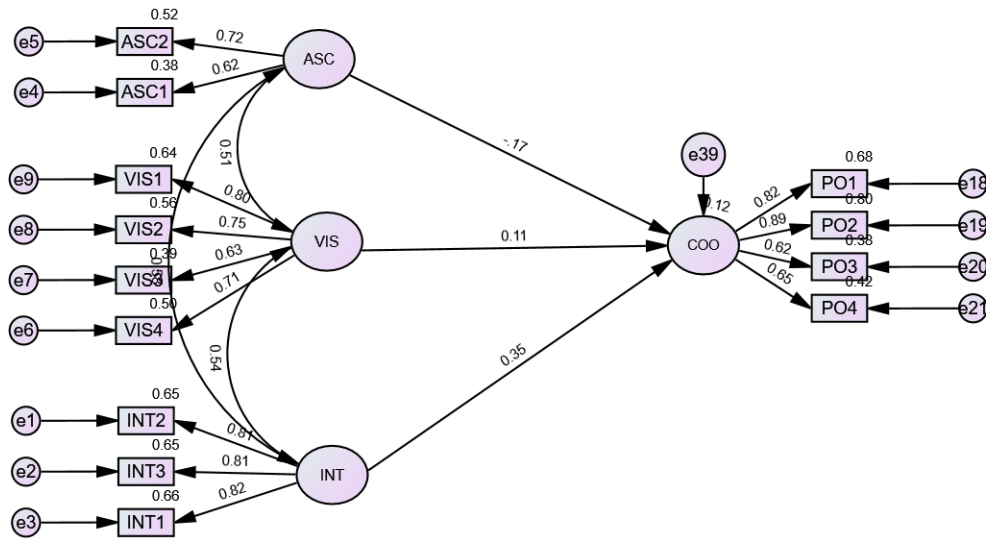 0.52
e5
ASC2
0.72
ASC
0.38
e4
ASC1
0.62
0.51
-.17
0.64
e9
VIS1
0.80
0.56
e8
VIS2
0.75
VIS
0.11
0.39
e7
VIS3
0.63
0.50
e6
VIS4
0.71
0.54
0.35
e39
0.12
COO
0.68
0.82
PO1
e18
0.80
0.89
PO2
e19
0.38
0.62
PO3
e20
0.42
0.65
PO4
e21
0.65
e1
INT2
0.81
0.65
e2
INT3
0.81
INT
0.66
e3
INT1
0.82